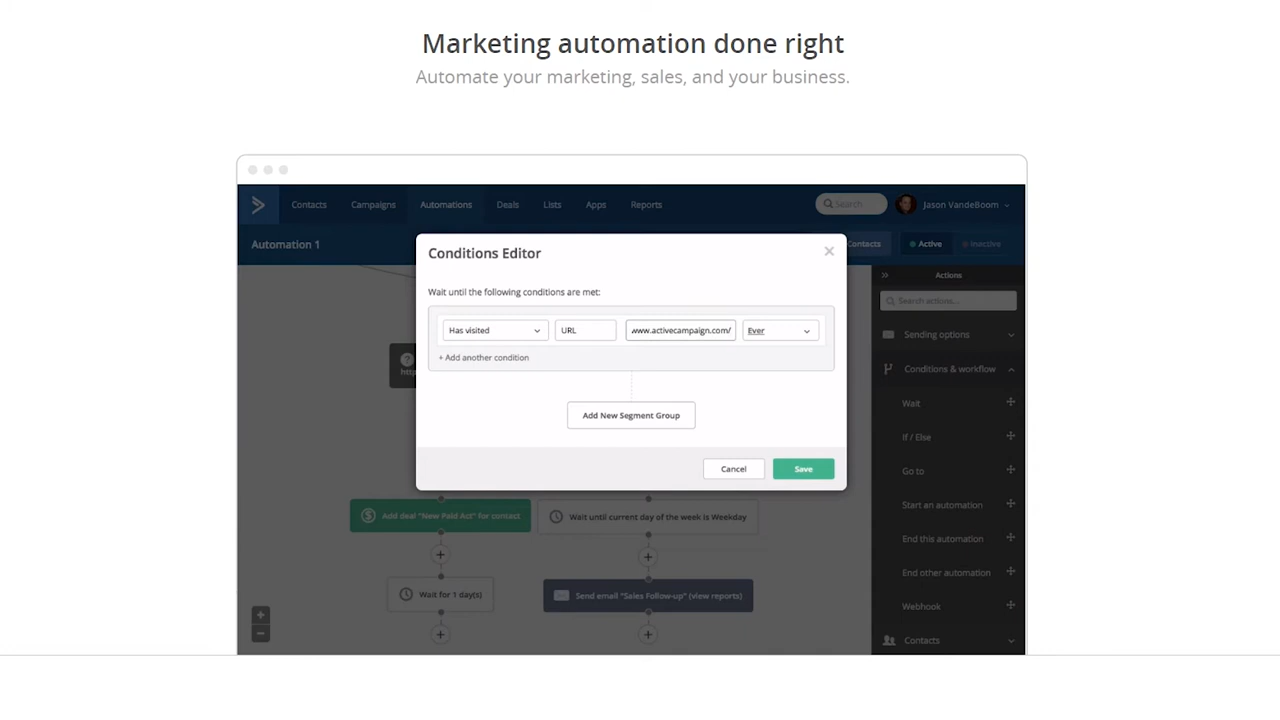 Marketing automation done right
Automate your marketing, sales, and your business.
Contacts
Campaigns
Automations
Deals
Lists
Apps
Reports
Search
Jason VandeBoom
Automation 1
Contacts
Active
Inactive
Conditions Editor
Wait until the following conditions are met:
Has visited
URL
www.activecampaign.com/
Ever
+ Add another condition
Add New Segment Group
Cancel
Save
Add deal "New Paid Act" for contact
Wait until current day of the week is Weekday
Wait for 1 day(s)
Send email "Sales Follow-up" (view reports)
Actions
Search actions...
Sending options
Conditions & workflow
Wait
If / Else
Go to
Start an automation
End this automation
End other automation
Webhook
Contacts